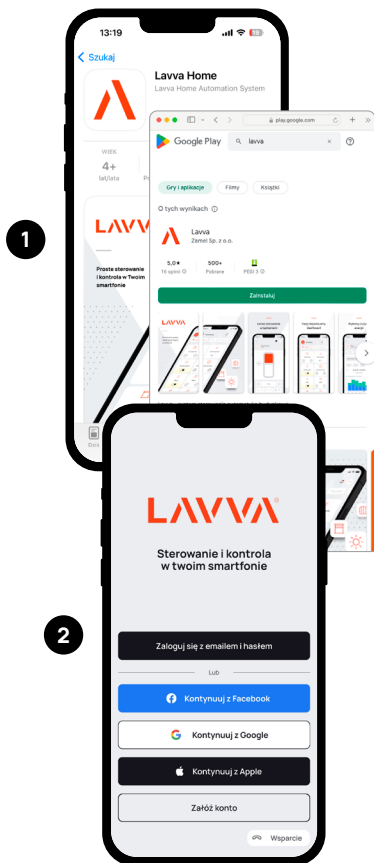 13:19
18
Szukaj
Lavva Home
Lavva Home Automation System
WIEK
4+
lat/lata
LAVVA
Proste sterowanie
i kontrola w Twoim
smartfonie
play.google.com
Google Play
lavva
Gry i aplikacje
Filmy
Książki
O tych wynikach
Lavva
Zamel Sp. z o.o.
5,0★
500+
16 opinii
Pobrane
PEGI 3
Zainstaluj
LAVVA
1
LAVVA®
Sterowanie i kontrola
w twoim smartfonie
2
Zaloguj się z emailem i hasłem
Lub
Kontynuuj z Facebook
Kontynuuj z Google
Kontynuuj z Apple
Załóż konto
Wsparcie